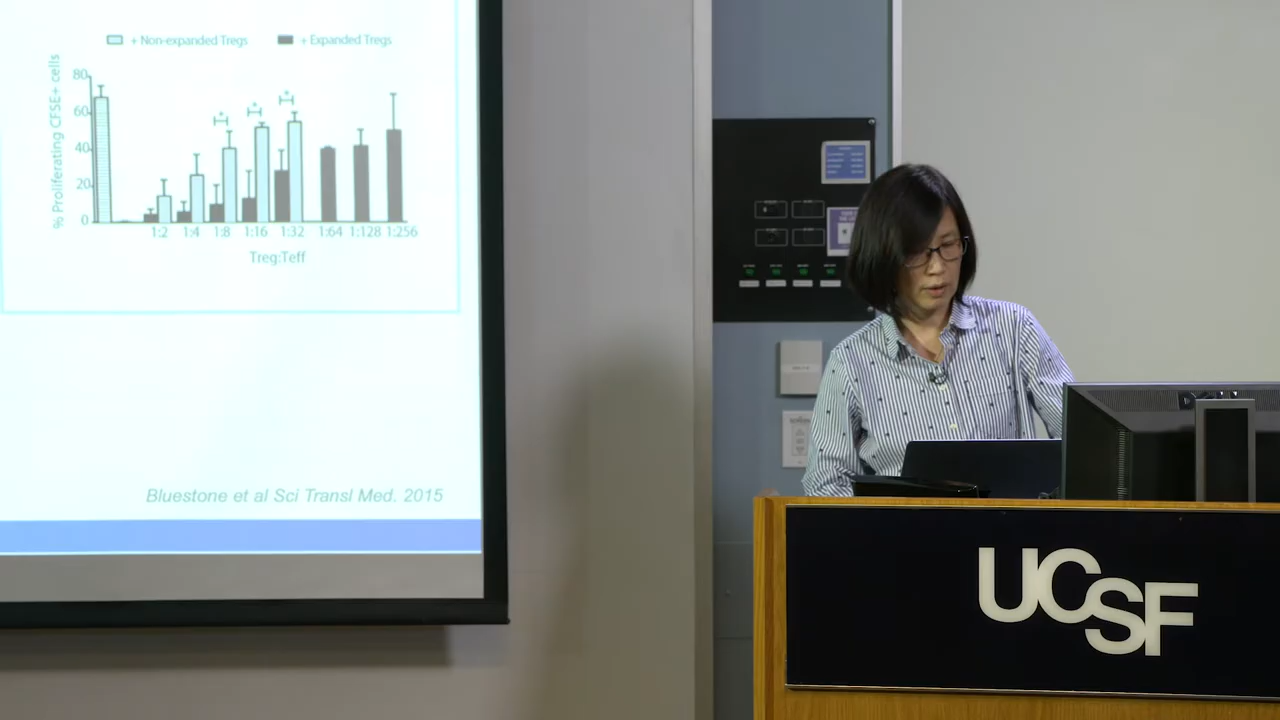 + Non-expanded Tregs + Expanded Tregs
% Proliferating CFSE+ cells
80
60
40
20
0
* * *
1:2 1:4 1:8 1:16 1:32 1:64 1:128 1:256
Treg:Teff
Bluestone et al Sci Transl Med. 2015
DELL
UCSF